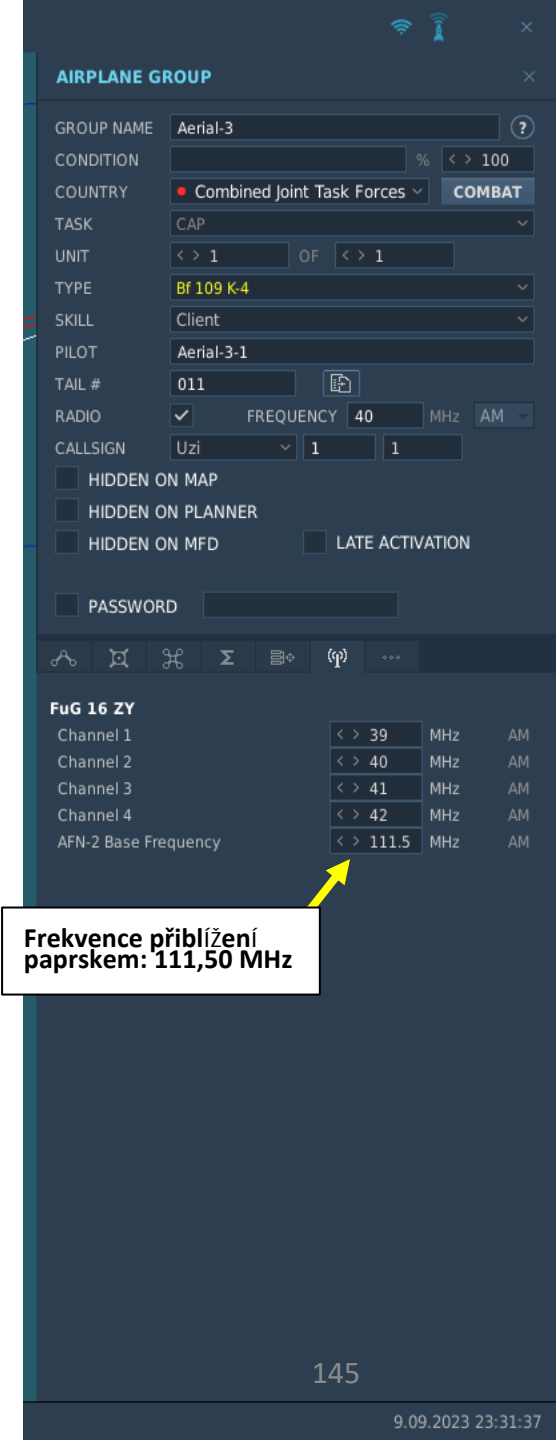 AIRPLANE GROUP
GROUP NAME Aerial-3 ?
CONDITION % < > 100
COUNTRY Combined Joint Task Forces COMBAT
TASK CAP
UNIT < > 1 OF < > 1
TYPE Bf 109 K-4
SKILL Client
PILOT Aerial-3-1
TAIL # 011
RADIO FREQUENCY 40 MHz AM
CALLSIGN Uzi 1 1
HIDDEN ON MAP
HIDDEN ON PLANNER
HIDDEN ON MFD LATE ACTIVATION
PASSWORD
FuG 16 ZY
Channel 1 < > 39 MHz AM
Channel 2 < > 40 MHz AM
Channel 3 < > 41 MHz AM
Channel 4 < > 42 MHz AM
AFN-2 Base Frequency < > 111.5 MHz AM
Frekvence přiblížení
paprskem: 111,50 MHz
145
9.09.2023 23:31:37